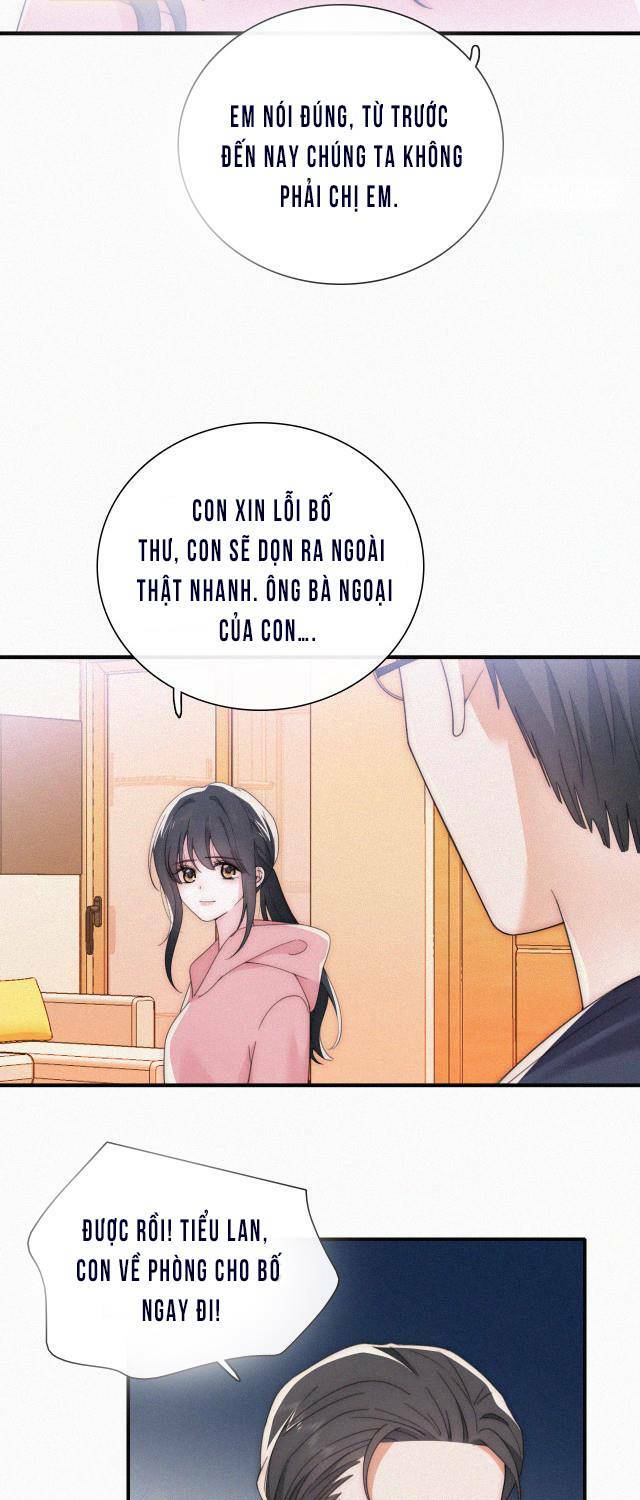 EM NÓI ĐÚNG, TỪ TRƯỚC
ĐẾN NAY CHÚNG TA KHÔNG
PHẢI CHỊ EM.
CON XIN LỖI BỐ
THƯ, CON SẼ DỌN RA NGOÀI
THẬT NHANH. ÔNG BÀ NGOẠI
CỦA CON....
ĐƯỢC RỒI! TIỂU LAN,
CON VỀ PHÒNG CHO BỐ
NGAY ĐI!